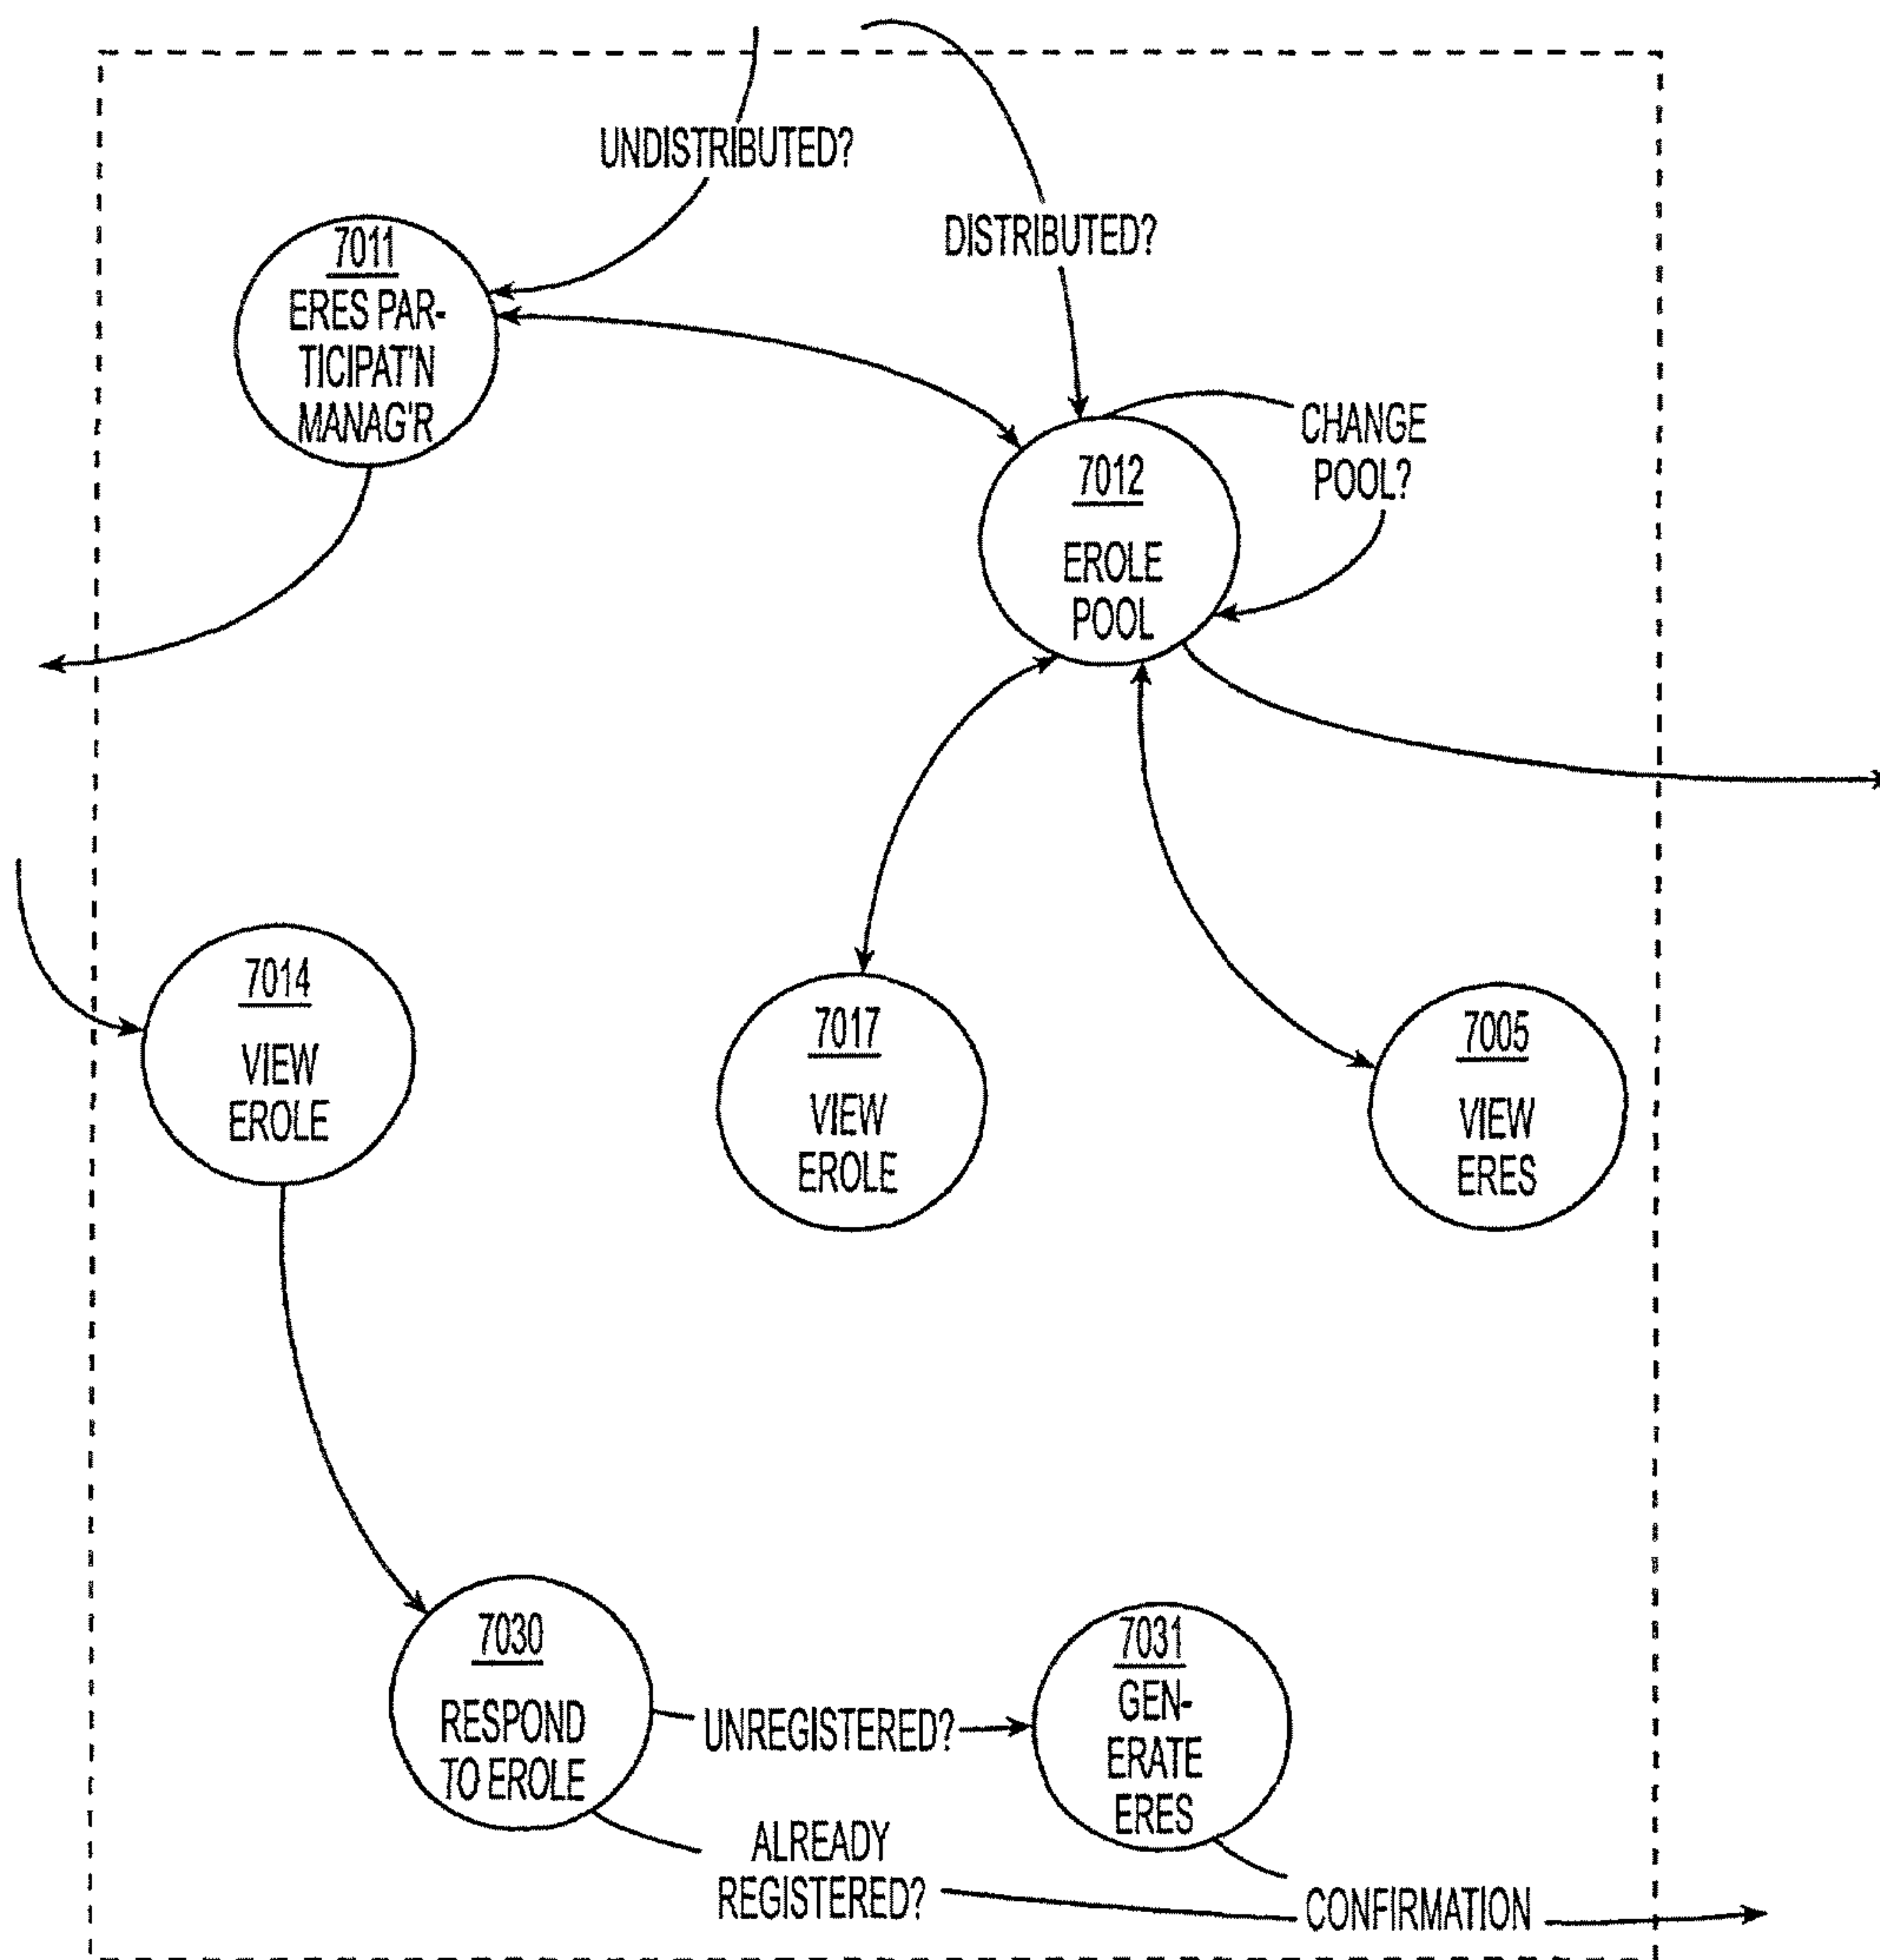 UNDISTRIBUTED?
DISTRIBUTED?
7011
ERES PAR-
TICIPAT'N
MANAG'R
CHANGE
POOL?
7012
EROLE
POOL
7014
VIEW
EROLE
7017
VIEW
EROLE
7005
VIEW
ERES
7030
RESPOND
TO EROLE
UNREGISTERED?
7031
GEN-
ERATE
ERES
ALREADY
REGISTERED?
CONFIRMATION